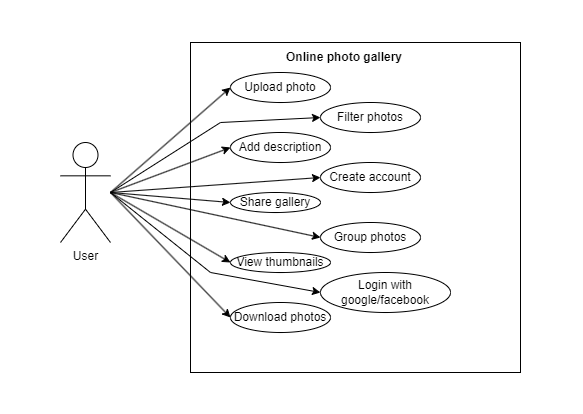 Online photo gallery
Upload photo
Filter photos
Add description
Create account
Share gallery
Group photos
User
View thumbnails
Login with
google/facebook
Download photos